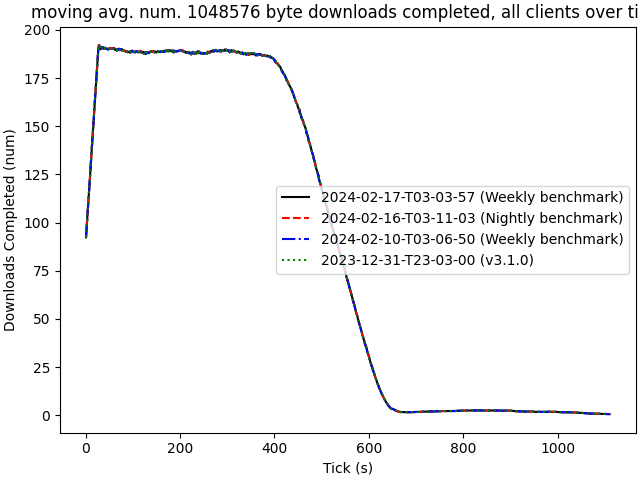 moving avg. num. 1048576 byte downloads completed, all clients over ti
200
175
150
125
100
75
50
25
0
Downloads Completed (num)
2024-02-17-T03-03-57 (Weekly benchmark)
2024-02-16-T03-11-03 (Nightly benchmark)
2024-02-10-T03-06-50 (Weekly benchmark)
2023-12-31-T23-03-00 (v3.1.0)
0 200 400 600 800 1000
Tick (s)